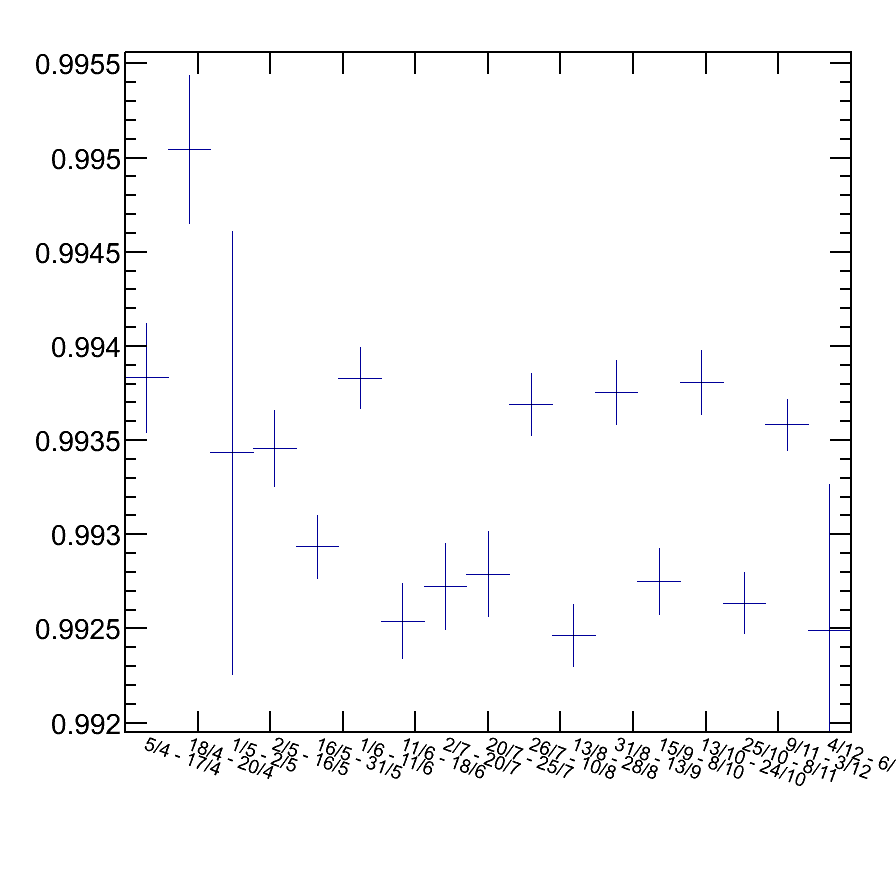 0.9955
0.995
0.9945
0.994
0.9935
0.993
0.9925
0.992
5/4 - 17/4
18/4 - 20/4
1/5 - 2/5
2/5 - 16/5
16/5 - 31/5
1/6 - 11/6
11/6 - 18/6
2/7 - 20/7
20/7 - 25/7
26/7 - 10/8
13/8 - 28/8
31/8 - 13/9
15/9 - 8/10
13/10 - 24/10
25/10 - 8/11
9/11 - 3/12
4/12 - 6/